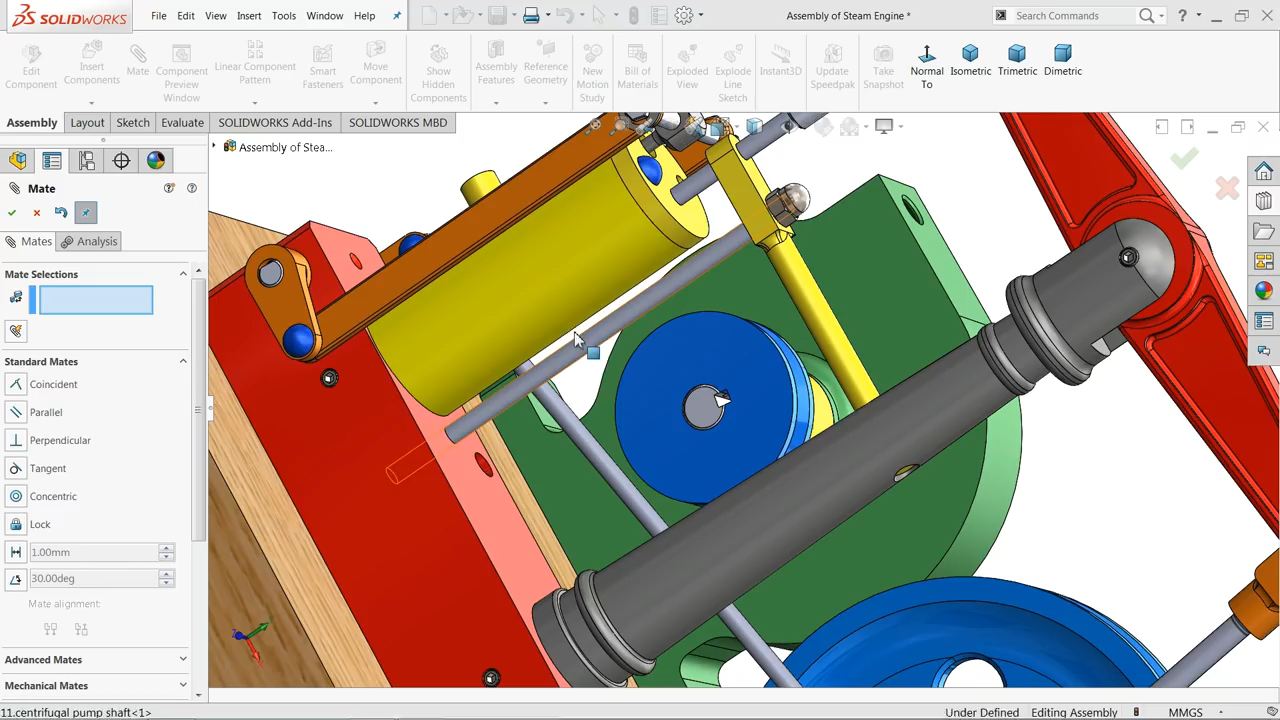 SOLIDWORKS
File Edit View Insert Tools Window Help
Assembly of Steam Engine *
Search Commands
Edit Component
Insert Components
Mate
Component Preview Window
Linear Component Pattern
Smart Fasteners
Move Component
Show Hidden Components
Assembly Features
Reference Geometry
New Motion Study
Bill of Materials
Exploded View
Explode Line Sketch
Instant3D
Update Speedpak
Take Snapshot
Normal To
Isometric
Trimetric
Dimetric
Assembly Layout Sketch Evaluate SOLIDWORKS Add-Ins SOLIDWORKS MBD
Assembly of Stea...
Mate
Mates Analysis
Mate Selections
Standard Mates
Coincident
Parallel
Perpendicular
Tangent
Concentric
Lock
1.00mm
30.00deg
Mate alignment:
Advanced Mates
Mechanical Mates
11.centrifugal pump shaft<1>
Under Defined Editing Assembly MMGS